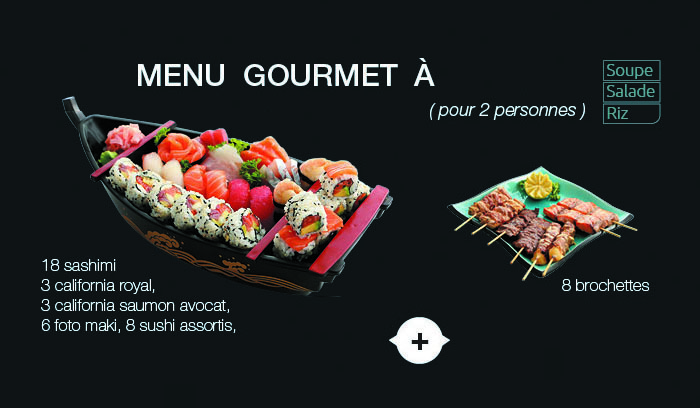 MENU GOURMET À
( pour 2 personnes )
Soupe
Salade
Riz
18 sashimi
3 california royal,
3 california saumon avocat,
6 foto maki, 8 sushi assortis,
8 brochettes
+